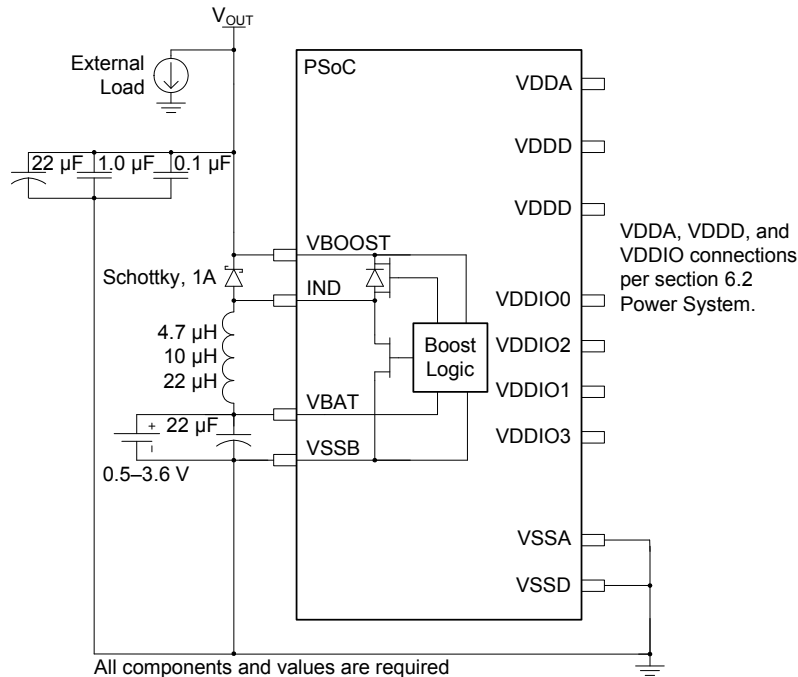 VOUT
External
Load
PSoC
VDDA
VDDD
VDDD
22 µF 1.0 µF 0.1 µF
VDDA, VDDD, and
VDDIO connections
per section 6.2
Power System.
VBOOST
Schottky, 1A
IND
VDDIO0
4.7 µH
10 µH
22 µH
Boost
Logic
VDDIO2
VDDIO1
VBAT
VDDIO3
+ 22 µF
-
VSSB
0.5–3.6 V
VSSA
VSSD
All components and values are required